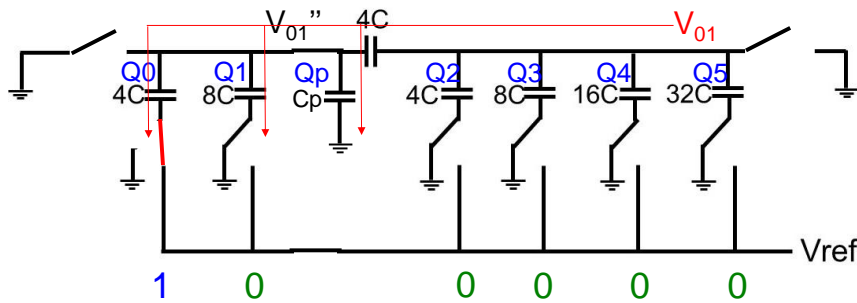 V01” 4C V01
Q0 Q1 Qp Q2 Q3 Q4 Q5
4C 8C Cp 4C 8C 16C 32C
Vref
1 0 0 0 0 0